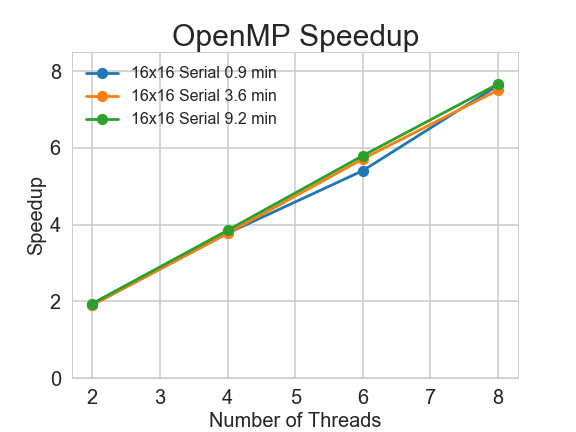 OpenMP Speedup
16x16 Serial 0.9 min
16x16 Serial 3.6 min
16x16 Serial 9.2 min
8
6
4
2
0
Speedup
2 3 4 5 6 7 8
Number of Threads